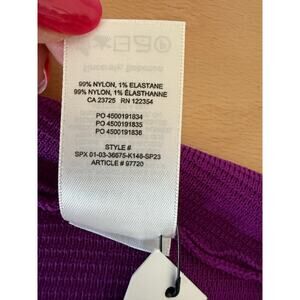 99% NYLON, 1% ELASTANE
99% NYLON, 1% ÉLASTHANNE
CA 23725 RN 122354
PO 4500191834
PO 4500191835
PO 4500191836
STYLE #
SPX 01-03-36675-K148-SP23
ARTICLE # 97720